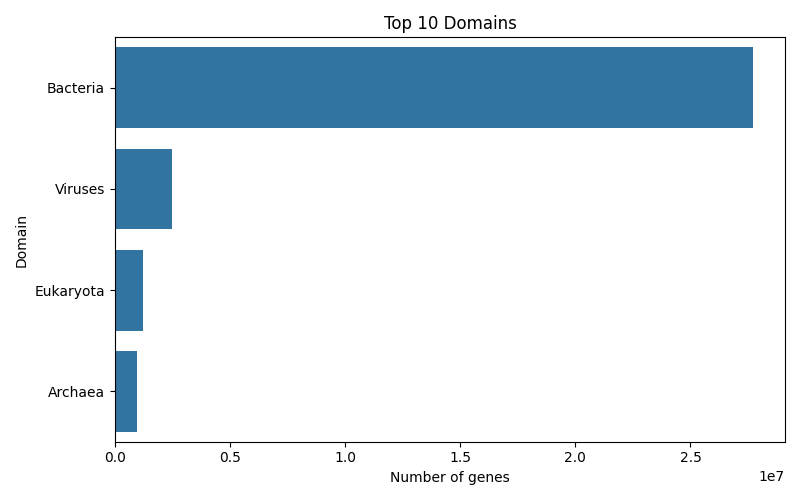 Top 10 Domains
Domain
Bacteria
Viruses
Eukaryota
Archaea
0.0 0.5 1.0 1.5 2.0 2.5
1e7
Number of genes